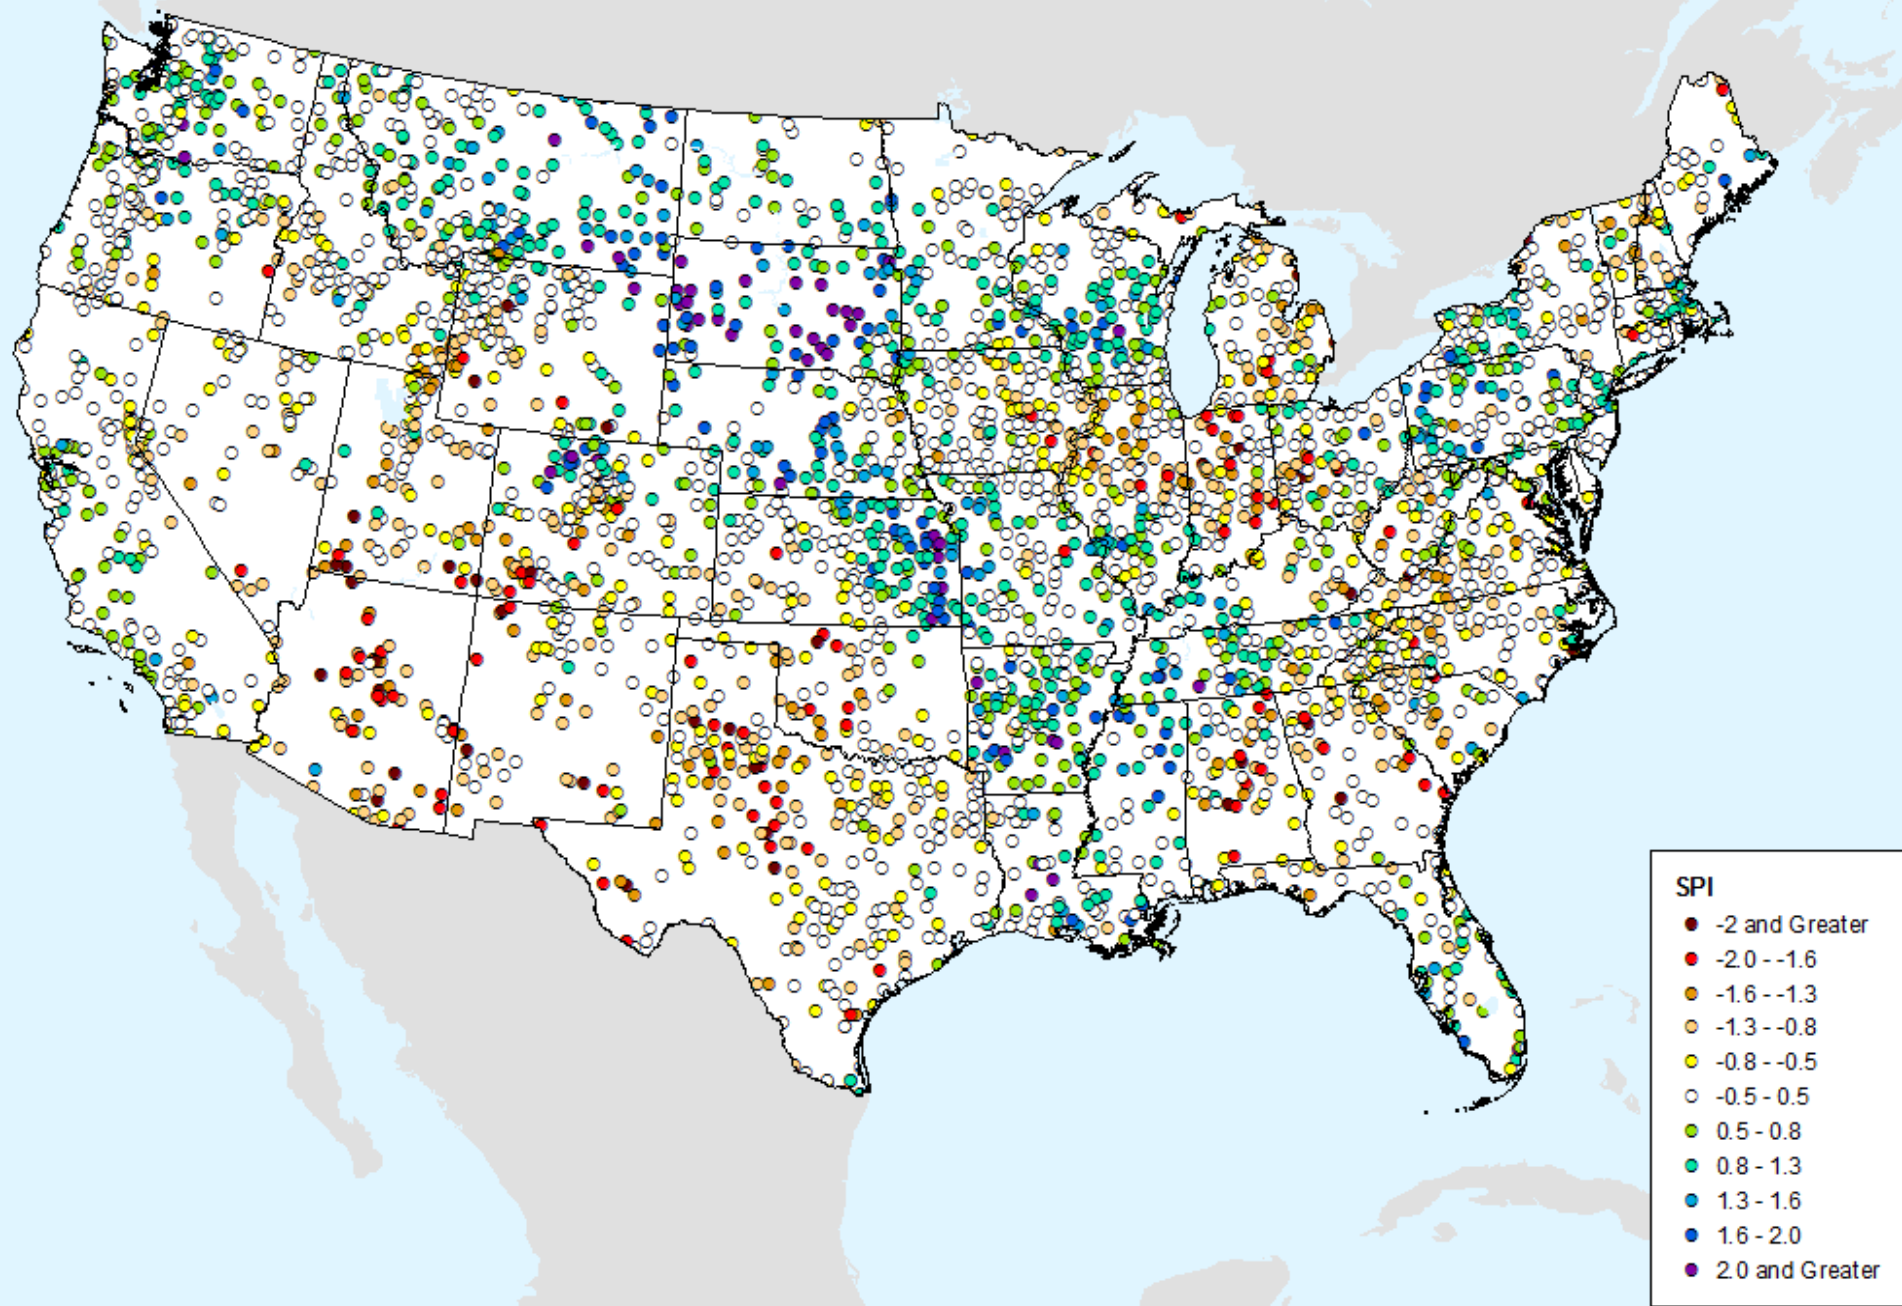 SPI
-2 and Greater
-2.0 - -1.6
-1.6 - -1.3
-1.3 - -0.8
-0.8 - -0.5
-0.5 - 0.5
0.5 - 0.8
0.8 - 1.3
1.3 - 1.6
1.6 - 2.0
2.0 and Greater